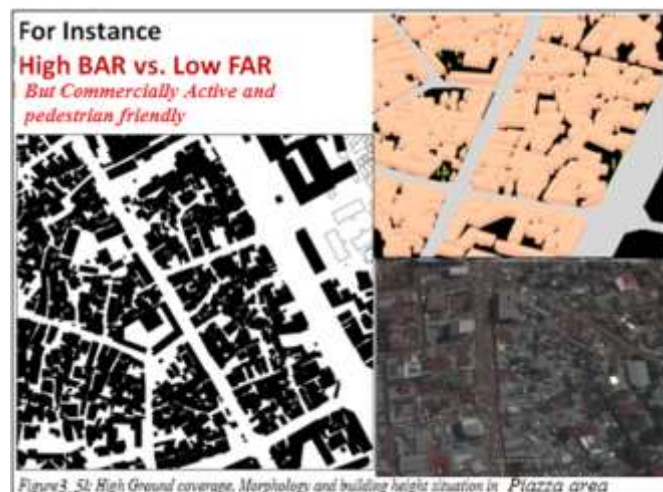 For Instance
High BAR vs. Low FAR
But Commercially Active and
pedestrian friendly
Figure3_51: High Ground coverage, Morphology and building height situation in Piazza area